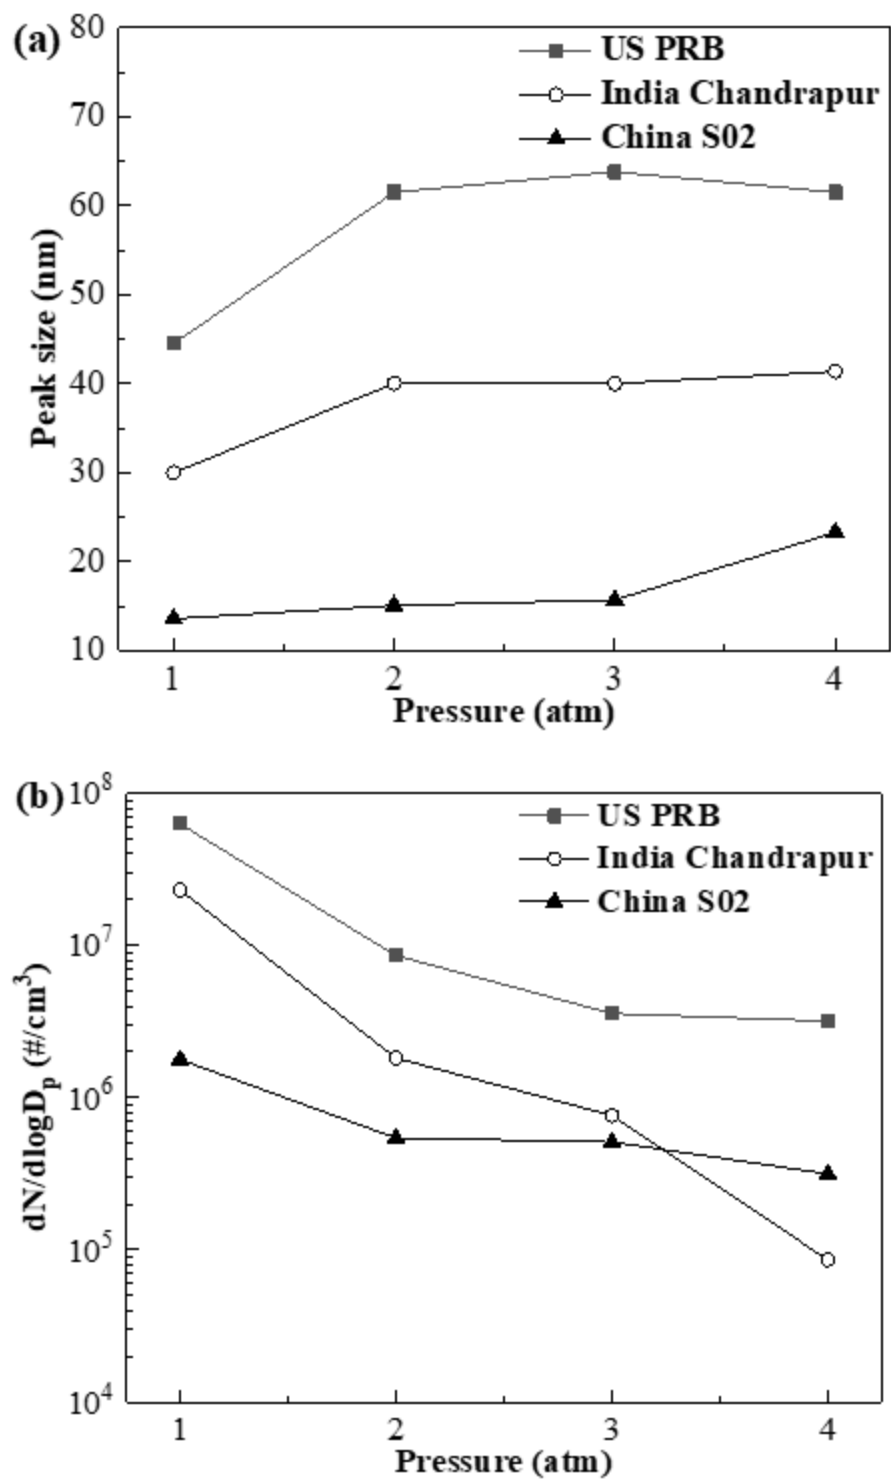 (a)
80
70
60
50
40
30
20
10
Peak size (nm)
US PRB
India Chandrapur
China S02
1 2 3 4
Pressure (atm)
(b)
10^8
10^7
10^6
10^5
10^4
dN/dlogD_p (#/cm^3)
US PRB
India Chandrapur
China S02
1 2 3 4
Pressure (atm)